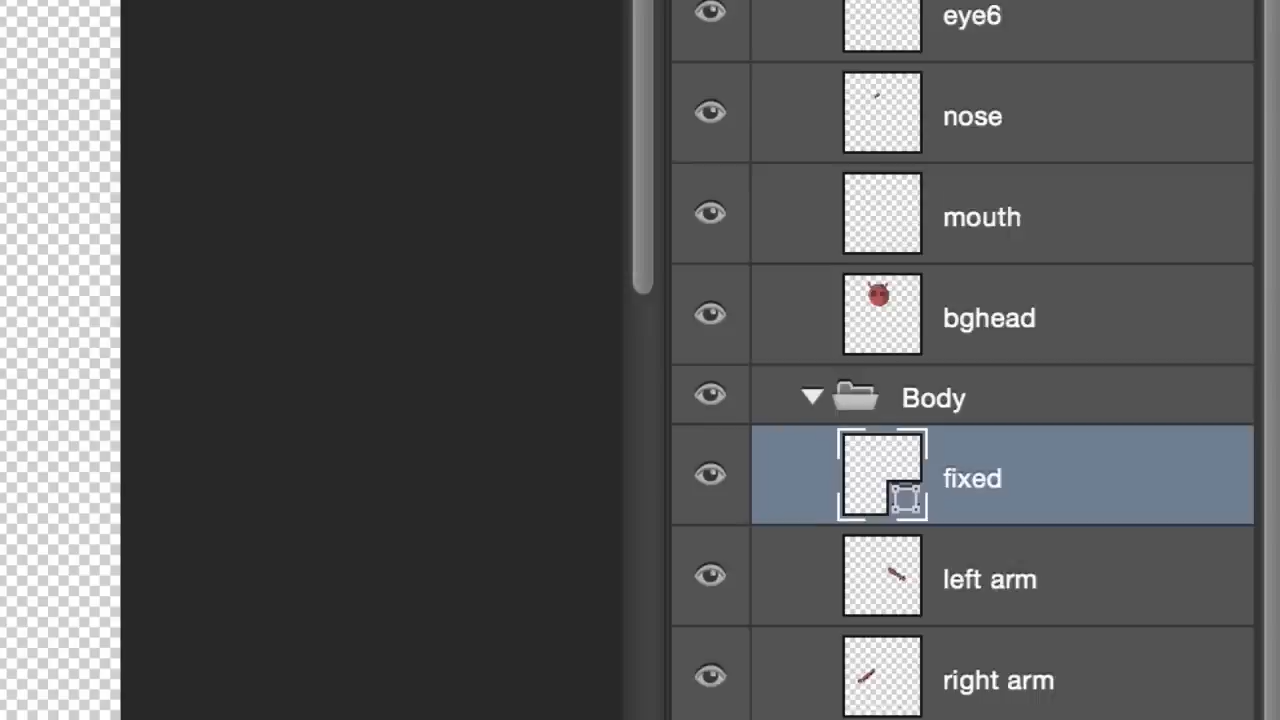 eye6
nose
mouth
bghead
Body
fixed
left arm
right arm